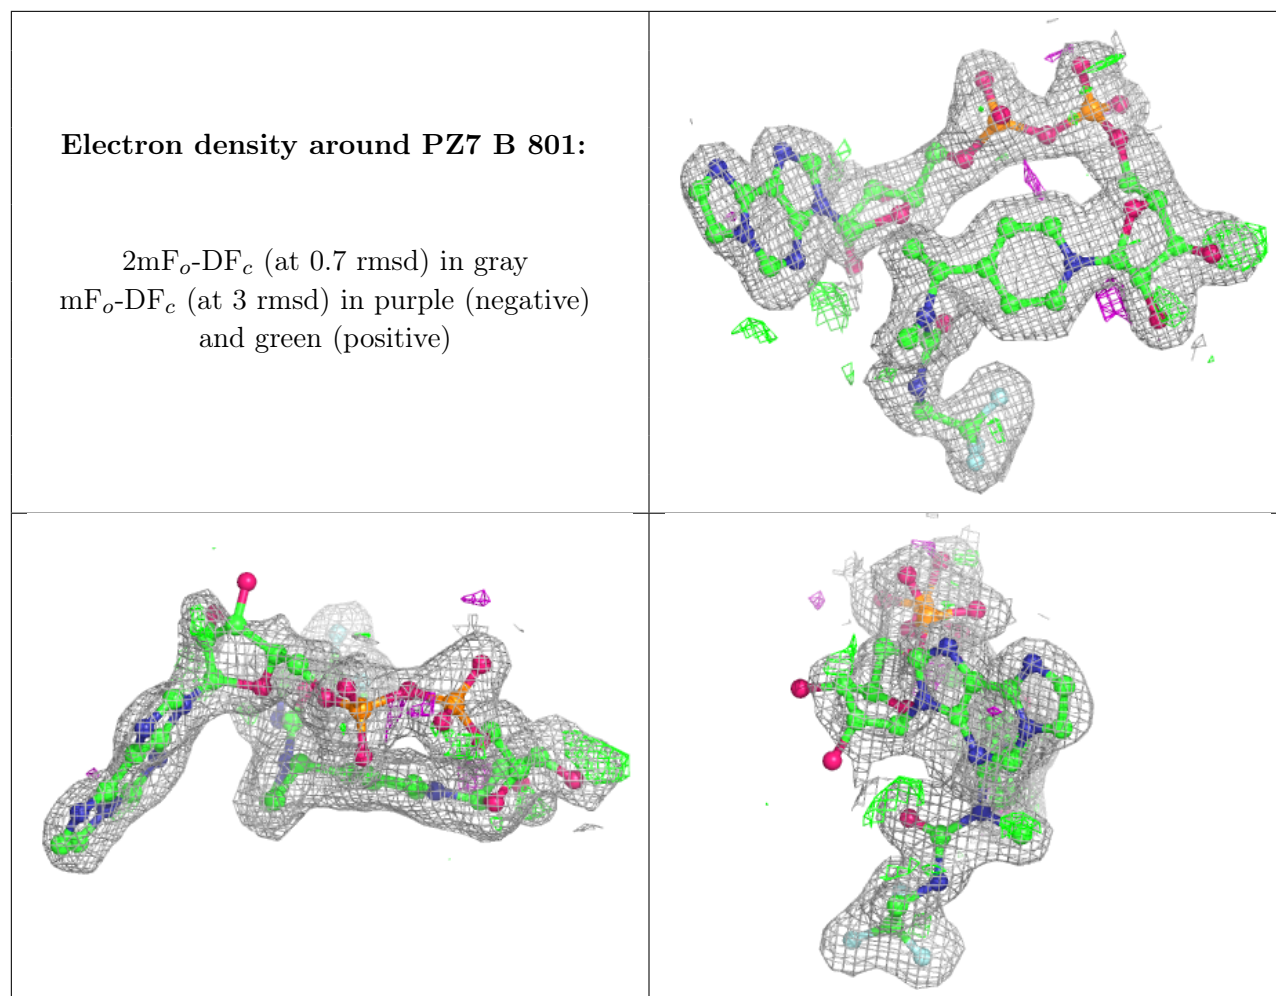 Electron density around PZ7 B 801:
2mFo-DFc (at 0.7 rmsd) in gray
mFo-DFc (at 3 rmsd) in purple (negative)
and green (positive)